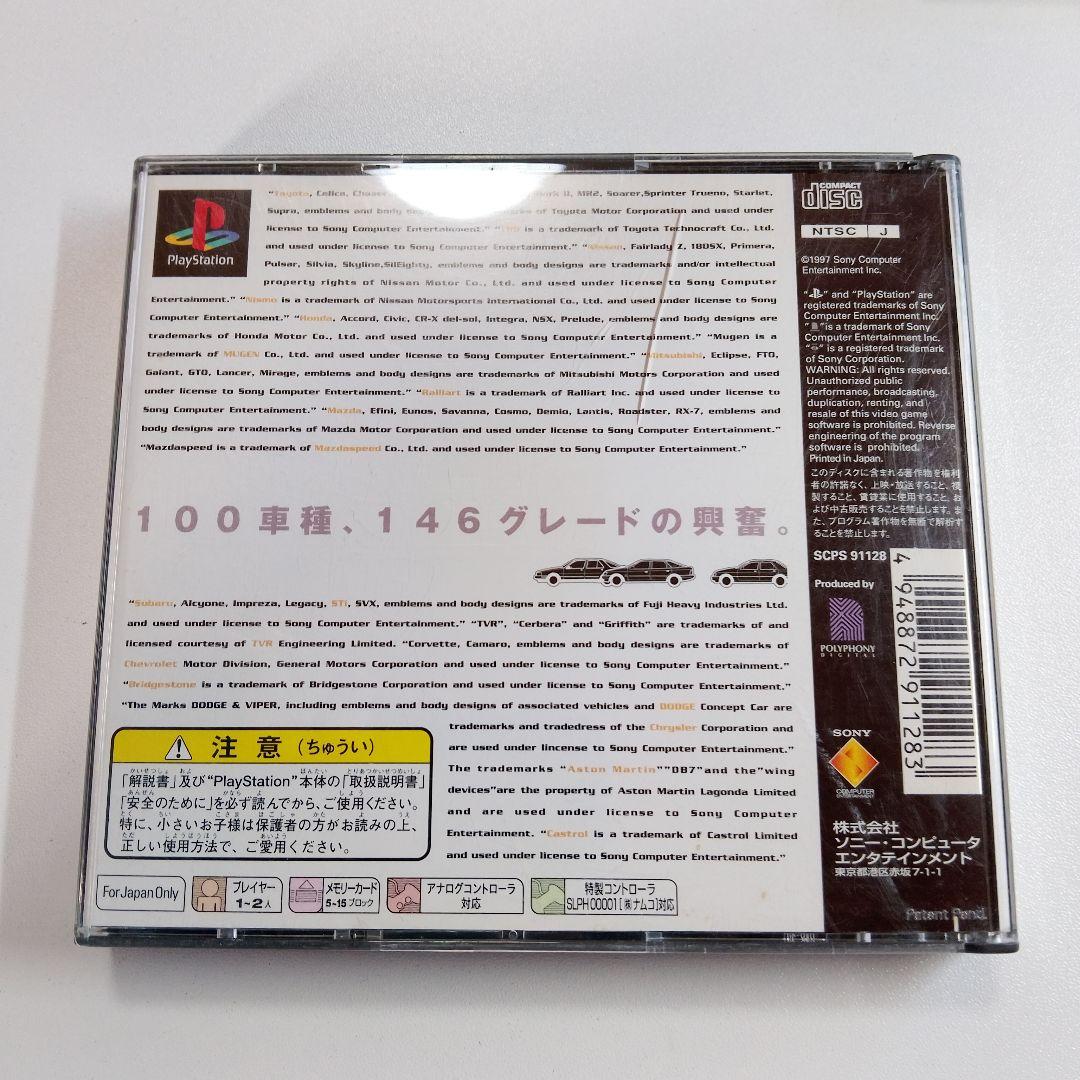 PlayStation
"Toyota, Celica, Chaser, II, MR2, Soarer,Sprinter Trueno, Starlet,
Supra, emblems and body of Toyota Motor Corporation and used under
license to Sony Computer Entertainment." is a trademark of Toyota Technocraft Co., Ltd.
and used under license to Sony Computer Entertainment." "Nissan, Fairlady Z, 180SX, Primera,
Pulsar, Silvia, Skyline,SilEighty, emblems and body designs are trademarks and/or intellectual
property rights of Nissan Motor Co., Ltd. and used under license to Sony Computer
Entertainment." "Nismo is a trademark of Nissan Motorsports International Co., Ltd. and used under license to Sony
Computer Entertainment." "Honda, Accord, Civic, CR-X del-sol, Integra, NSX, Prelude, emblems and body designs are
trademarks of Honda Motor Co., Ltd. and used under license to Sony Computer Entertainment." "Mugen is a
trademark of MUGEN Co., Ltd. and used under license to Sony Computer Entertainment." "Mitsubishi, Eclipse, FTO,
Galant, GTO, Lancer, Mirage, emblems and body designs are trademarks of Mitsubishi Motors Corporation and used
under license to Sony Computer Entertainment." "Ralliart is a trademark of Ralliart Inc. and used under license to
Sony Computer Entertainment." "Mazda, Efini, Eunos, Savanna, Cosmo, Demio, Lantis, Roadster, RX-7, emblems and
body designs are trademarks of Mazda Motor Corporation and used under license to Sony Computer Entertainment."
"Mazdaspeed is a trademark of Mazdaspeed Co., Ltd. and used under license to Sony Computer Entertainment."
100車種、146グレードの興奮。
"Subaru, Alcyone, Impreza, Legacy, STi, SVX, emblems and body designs are trademarks of Fuji Heavy Industries Ltd.
and used under license to Sony Computer Entertainment." "TVR", "Cerbera" and "Griffith" are trademarks of and
licensed courtesy of TVR Engineering Limited. "Corvette, Camaro, emblems and body designs are trademarks of
Chevrolet Motor Division, General Motors Corporation and used under license to Sony Computer Entertainment."
"Bridgestone is a trademark of Bridgestone Corporation and used under license to Sony Computer Entertainment."
"The Marks DODGE & VIPER, including emblems and body designs of associated vehicles and DODGE Concept Car are
trademarks and tradedress of the Chrysler Corporation and
are used under lincense to Sony Computer Entertainment."
The trademarks "Aston Martin""DB7"and the"wing
devices"are the property of Aston Martin Lagonda Limited
and are used under license to Sony Computer
Entertainment. "Castrol is a trademark of Castrol Limited
and used under license to Sony Computer Entertainment."
注意(ちゅうい)
「解説書」及び"PlayStation"本体の「取扱説明書」
「安全のために」を必ず読んでから、ご使用ください。
特に、小さいお子様は保護者の方がお読みの上、
正しい使用方法で、ご愛用ください。
For Japan Only
プレイヤー
1~2人
メモリーカード
5~15ブロック
アナログコントローラ
対応
特製コントローラ
SLPH 00001[㈱ナムコ]対応
COMPACT
disc
NTSC J
©1997 Sony Computer
Entertainment Inc.
" " and "PlayStation" are
registered trademarks of Sony
Computer Entertainment Inc.
" "is a trademark of Sony
Computer Entertainment Inc.
" " is a registered trademark
of Sony Corporation.
WARNING: All rights reserved.
Unauthorized public
performance, broadcasting,
duplication, renting, and
resale of this video game
software is prohibited. Reverse
engineering of the program
software is prohibited.
Printed in Japan.
このディスクに含まれる著作物を権利
者の許諾なく、上映・放送すること、複
製すること、賃貸業に使用すること、お
よび中古販売することを禁止します。ま
た、プログラム著作物を無断で解析す
ることを禁止します。
SCPS 91128
4948872911283
Produced by
POLYPHONY
DIGITAL
SONY
COMPUTER
ENTERTAINMENT
株式会社
ソニー・コンピュータ
エンタテインメント
東京都港区赤坂7-1-1
Patent Pend.